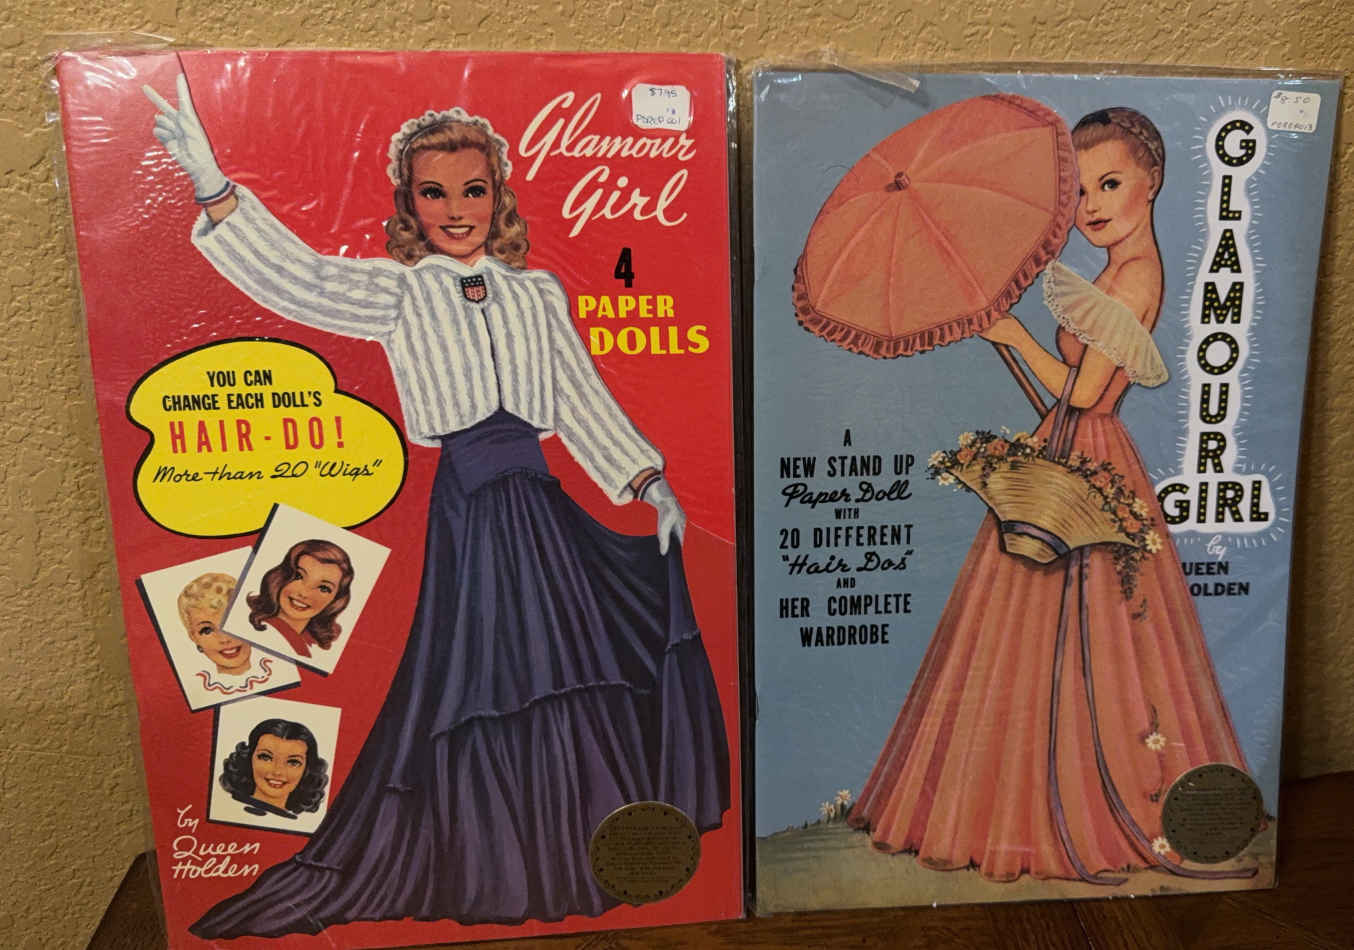 $7.95
Glamour
Girl
4
PAPER
DOLLS
YOU CAN
CHANGE EACH DOLL'S
HAIR-DO!
More than 20 "Wigs"
by
Queen
Holden
$8.50
GLAMOUR
GIRL
by
UEEN
OLDEN
A
NEW STAND UP
Paper Doll
WITH
20 DIFFERENT
"Hair Dos"
AND
HER COMPLETE
WARDROBE